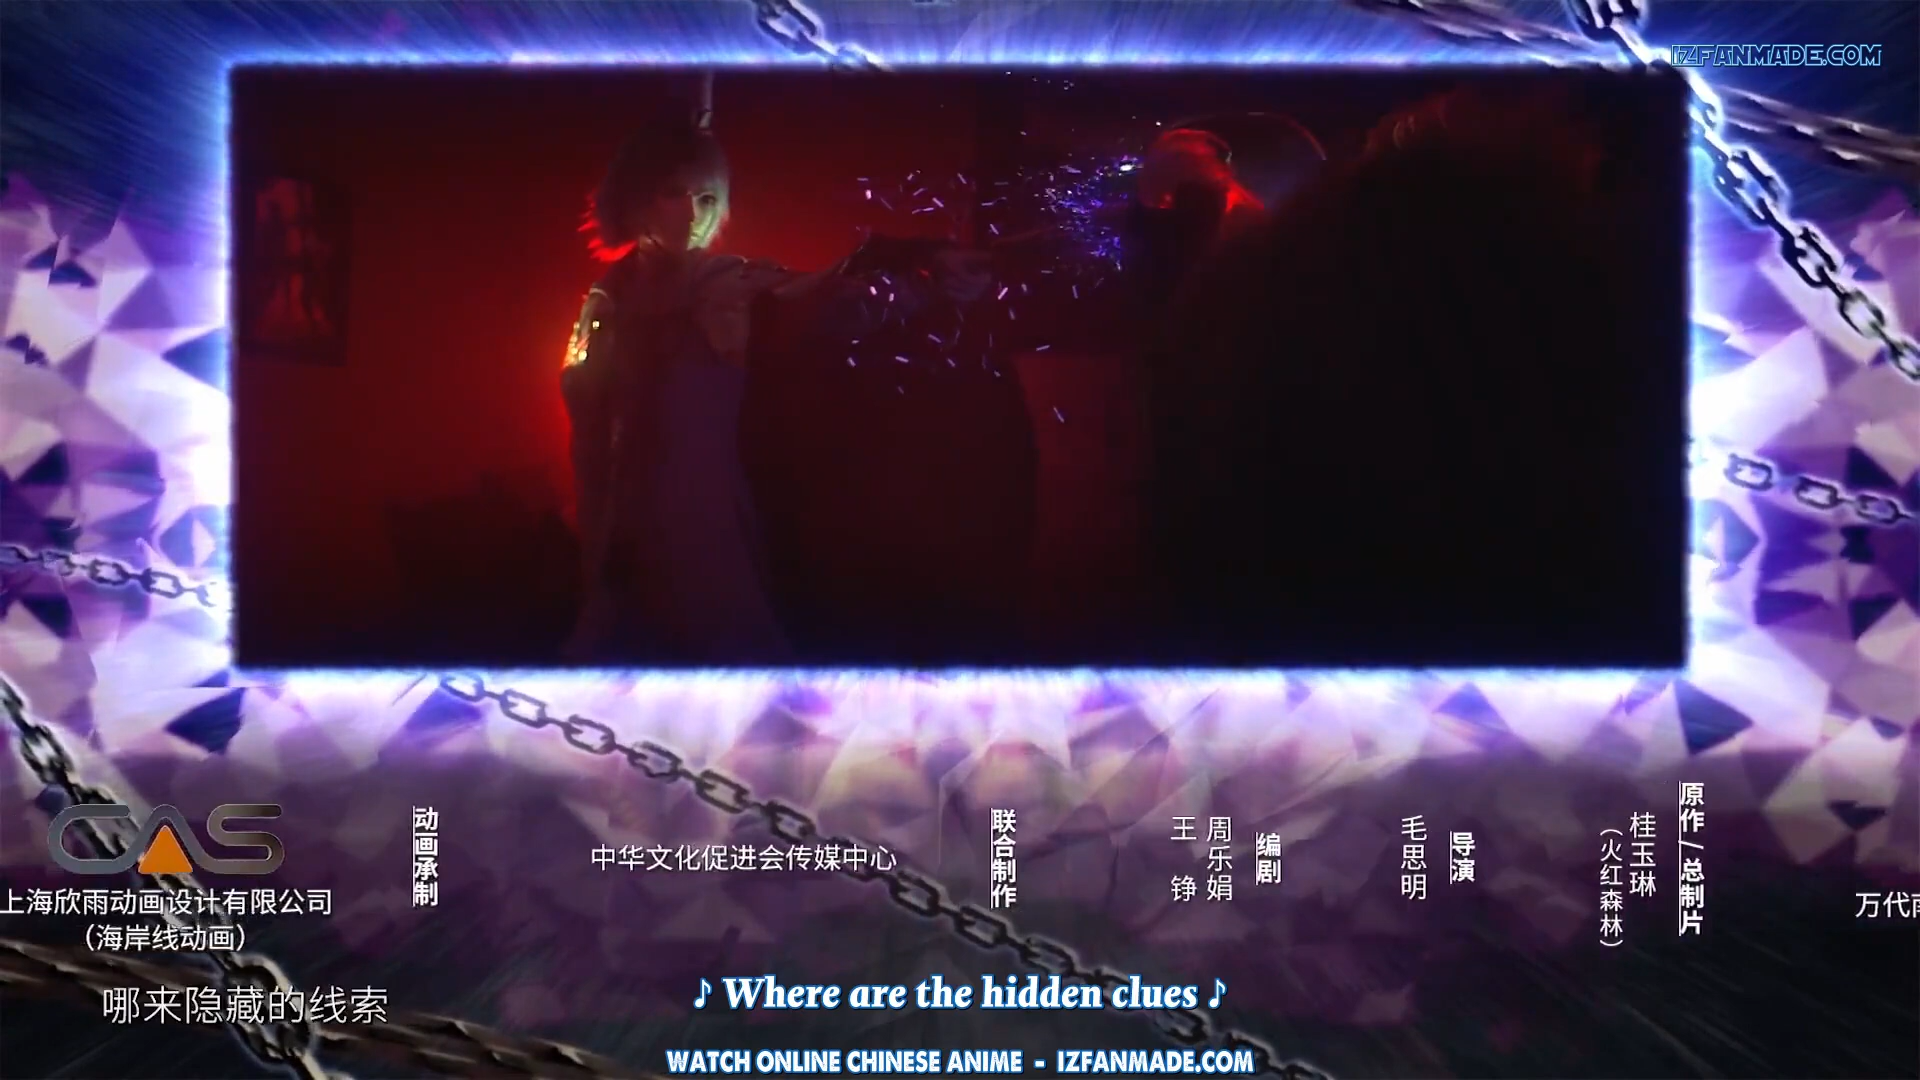 IZFANMADE.COM
CAS
上海欣雨动画设计有限公司
（海岸线动画）
动画承制
中华文化促进会传媒中心
联合制作
王 铮
周乐娟
编剧
毛思明
导演
（火红森林）
桂玉琳
原作/总制片
万代南
哪来隐藏的线索
♪ Where are the hidden clues ♪
WATCH ONLINE CHINESE ANIME - IZFANMADE.COM